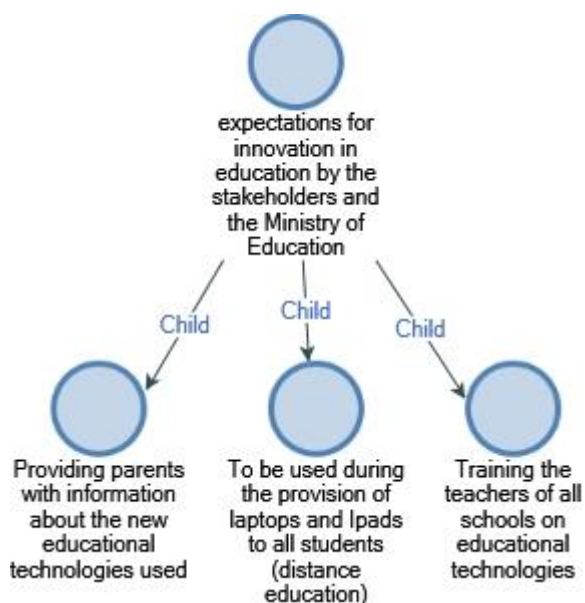 expectations for
innovation in
education by the
stakeholders and
the Ministry of
Education
Child
Child
Child
Providing parents
with information
about the new
educational
technologies used
To be used during
the provision of
laptops and Ipads
to all students
(distance
education)
Training the
teachers of all
schools on
educational
technologies